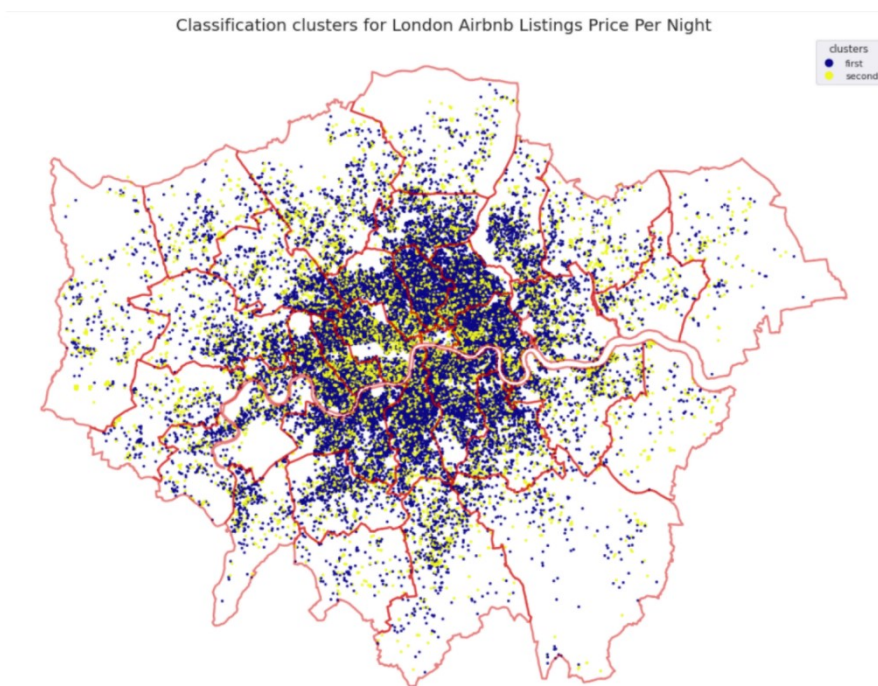 Classification clusters for London Airbnb Listings Price Per Night
clusters
first
second